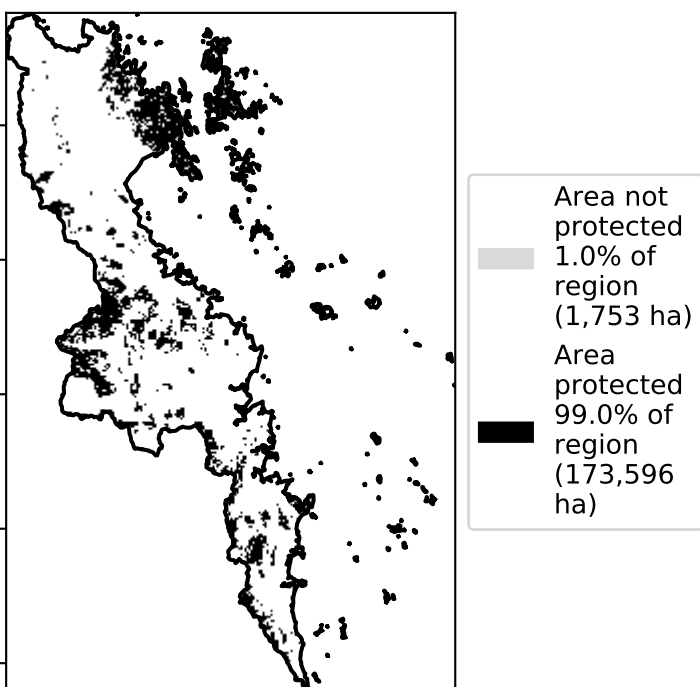 Area not
protected
1.0% of
region
(1,753 ha)
Area
protected
99.0% of
region
(173,596
ha)